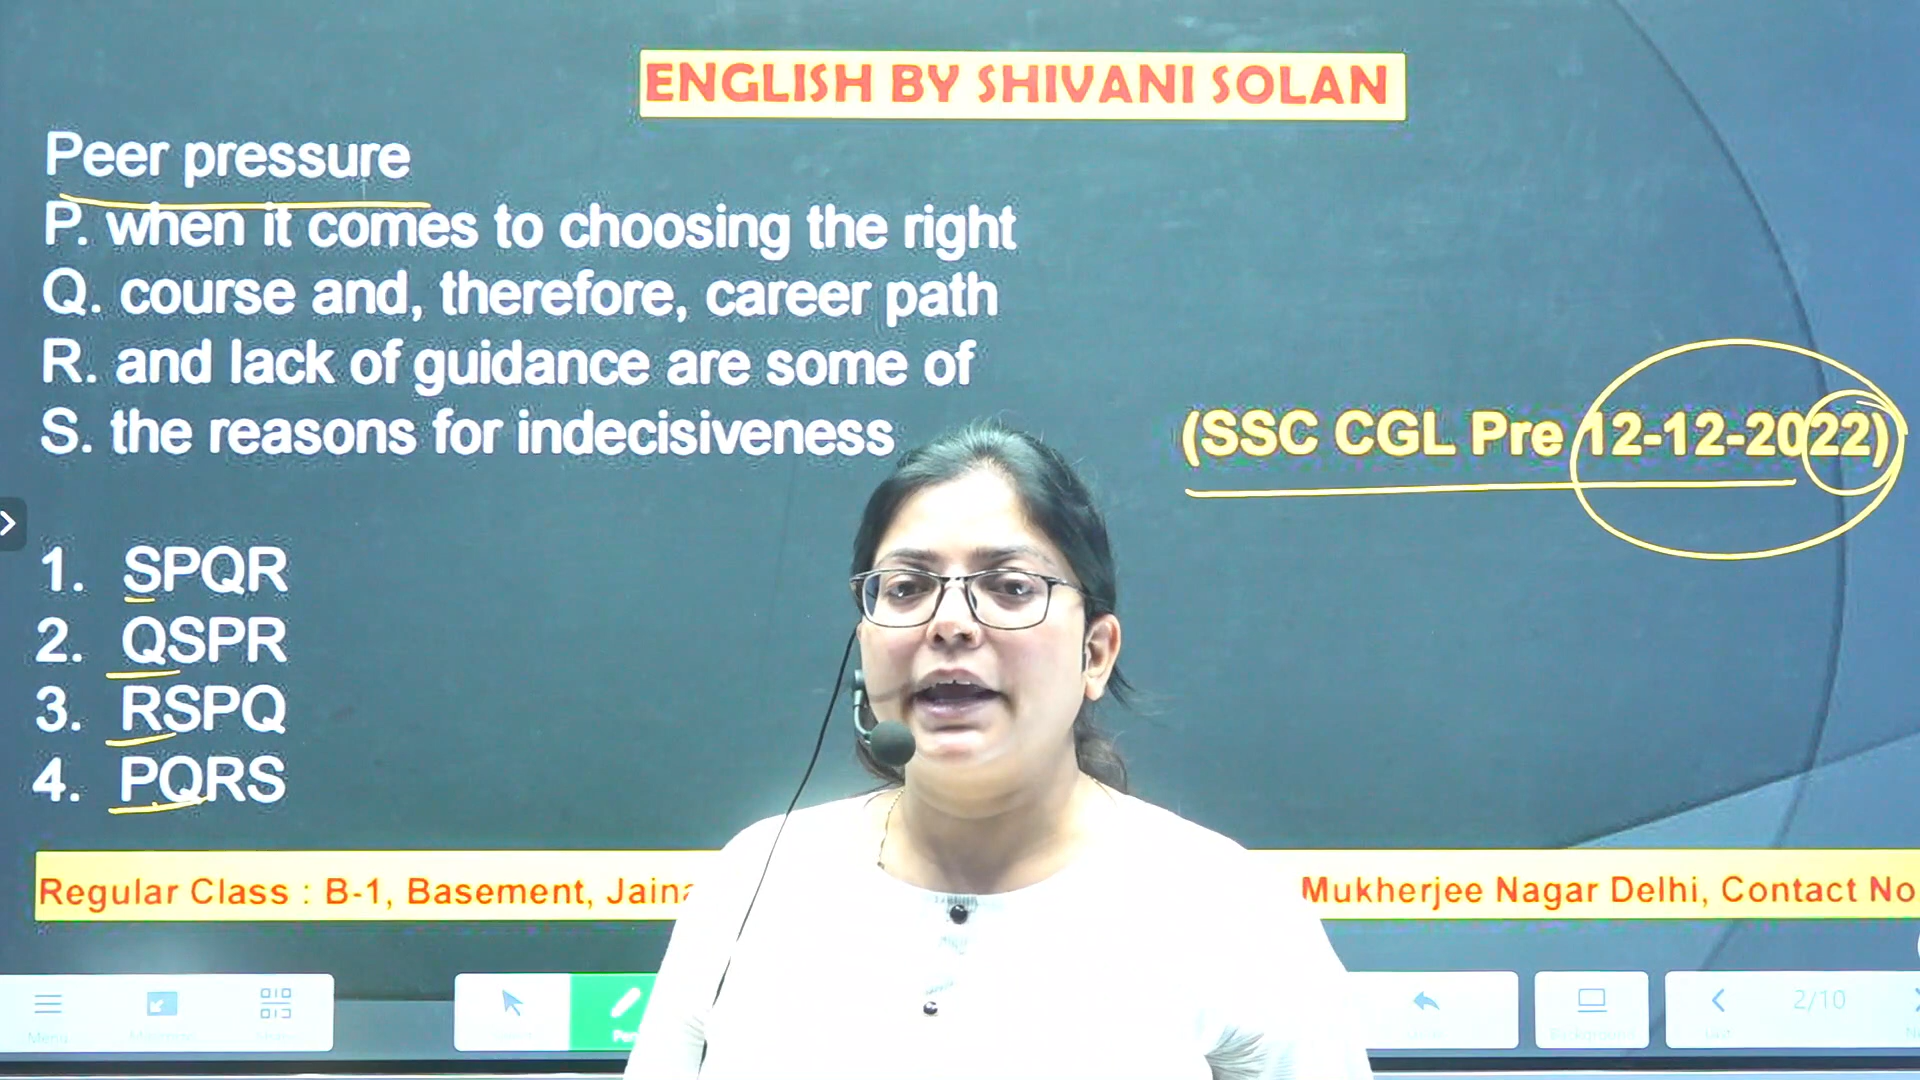 ENGLISH BY SHIVANI SOLAN
Peer pressure
P. when it comes to choosing the right
Q. course and, therefore, career path
R. and lack of guidance are some of
S. the reasons for indecisiveness
(SSC CGL Pre 12-12-2022)
1. SPQR
2. QSPR
3. RSPQ
4. PQRS
Regular Class : B-1, Basement, Mukherjee Nagar Delhi, Contact No
Menu
Background
2/10